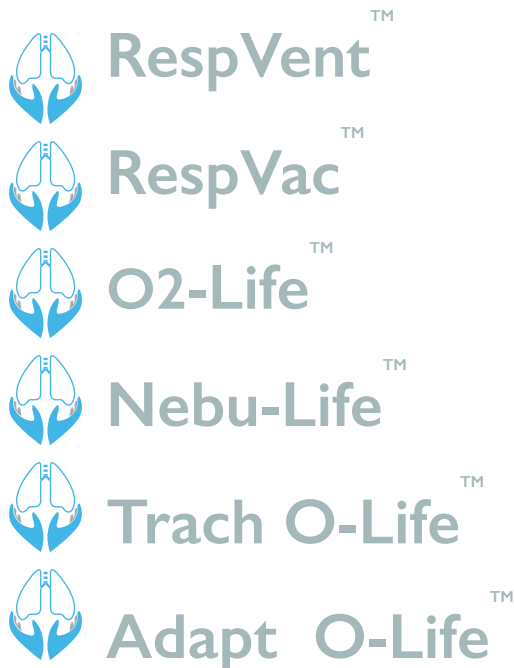 RespVent™
RespVac™
O2-Life™
Nebu-Life™
Trach O-Life™
Adapt O-Life™